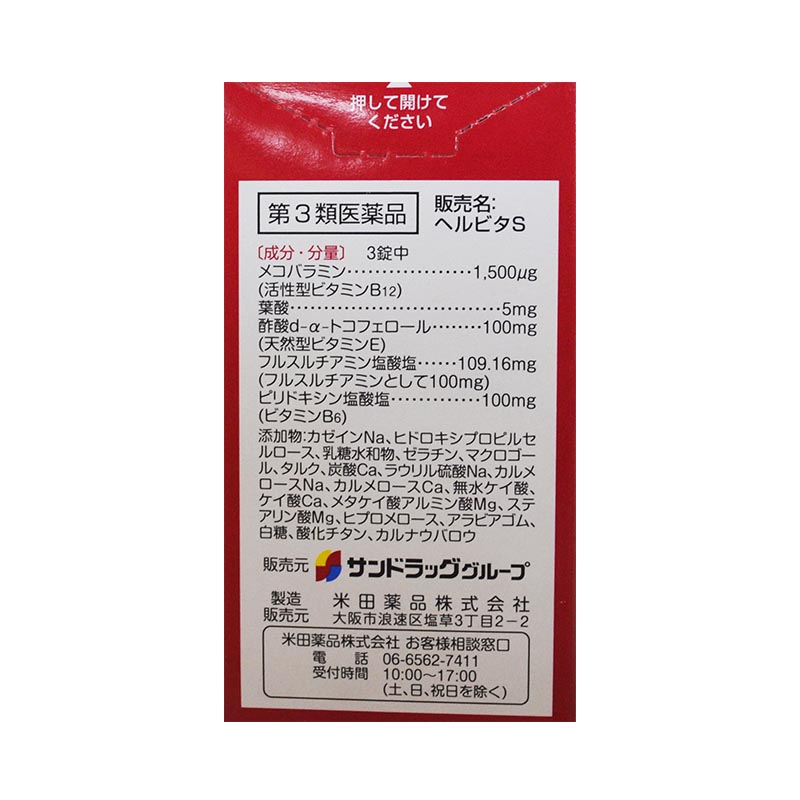 押して開けて
ください
第3類医薬品
販売名:
ヘルビタS
〔成分・分量〕 3錠中
メコバラミン………………1,500μg
(活性型ビタミンB12)
葉酸……………………………5mg
酢酸d-α-トコフェロール………100mg
(天然型ビタミンE)
フルスルチアミン塩酸塩……109.16mg
(フルスルチアミンとして100mg)
ピリドキシン塩酸塩…………100mg
(ビタミンB6)
添加物:カゼインNa、ヒドロキシプロピルセ
ルロース、乳糖水和物、ゼラチン、マクロゴー
ル、タルク、炭酸Ca、ラウリル硫酸Na、カルメ
ロースNa、カルメロースCa、無水ケイ酸、
ケイ酸Ca、メタケイ酸アルミン酸Mg、ステ
アリン酸Mg、ヒプロメロース、アラビアゴム、
白糖、酸化チタン、カルナウバロウ
販売元 サンドラッググループ
製造販売元 米田薬品株式会社
大阪市浪速区塩草3丁目2-2
米田薬品株式会社 お客様相談窓口
電話 06-6562-7411
受付時間 10:00〜17:00
(土、日、祝日を除く)